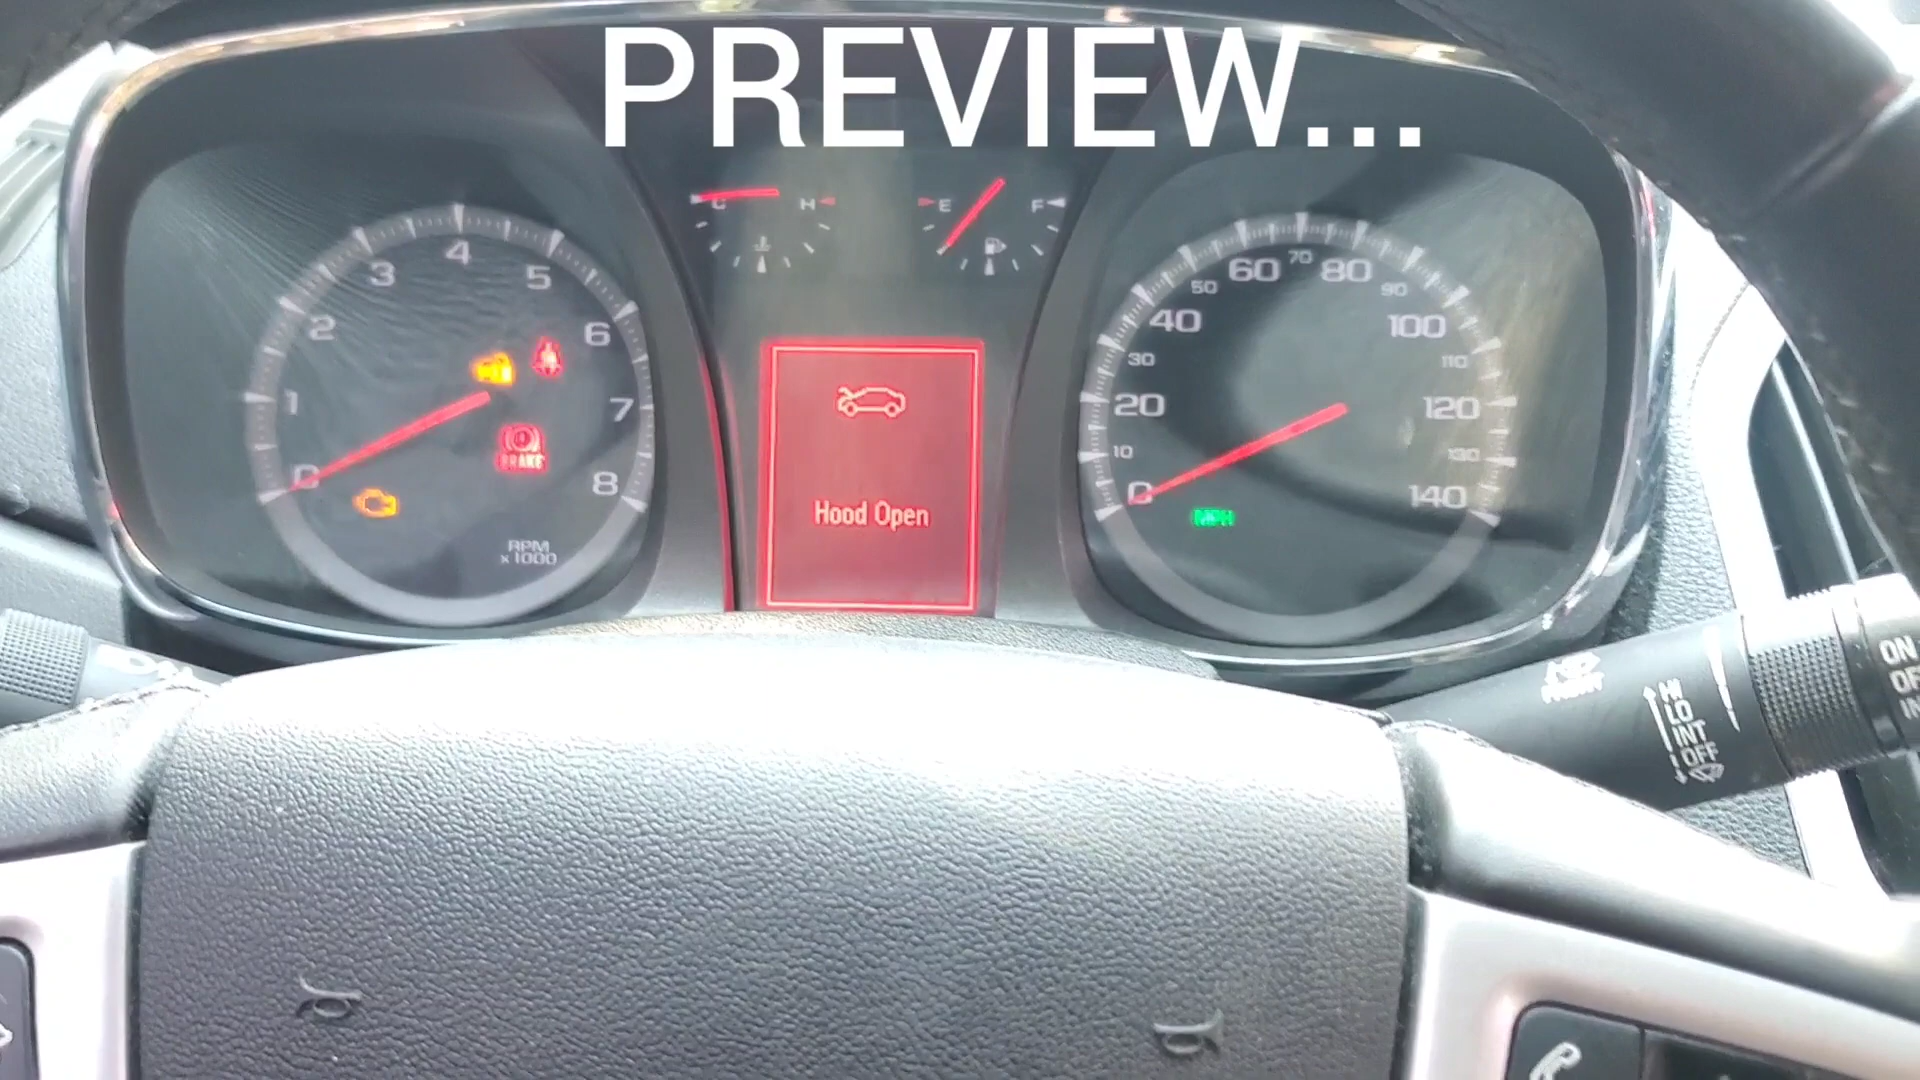 PREVIEW...
C H
E F
0 1 2 3 4 5 6 7 8
BRAKE
RPM
x 1000
Hood Open
0 10 20 30 40 50 60 70 80 90 100 110 120 130 140
MPH
HI
LO
INT
OFF
ON